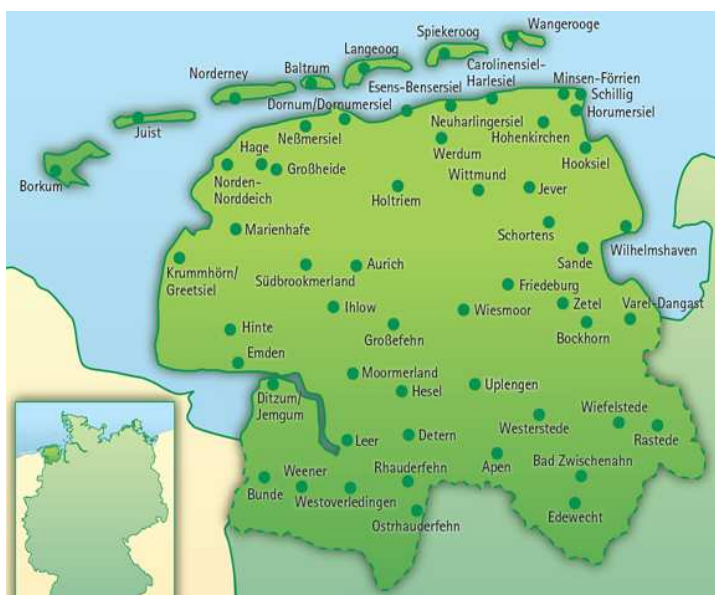 Wangerooge
Spiekeroog
Langeoog
Carolinensiel-
Harlesiel
Baltrum
Norderney
Esens-Bensersiel
Minsen-Förrien
Schillig
Horumersiel
Dornum/Dornumersiel
Neuharlingersiel
Hohenkirchen
Juist
Neßmersiel
Hage
Werdum
Hooksiel
Borkum
Großheide
Norden-
Norddeich
Wittmund
Jever
Holtriem
Marienhafe
Schortens
Wilhelmshaven
Sande
Krummhörn/
Greetsiel
Südbrookmerland
Aurich
Friedeburg
Ihlow
Wiesmoor
Zetel
Varel-Dangast
Hinte
Großefehn
Bockhorn
Emden
Moormerland
Ditzum/
Jemgum
Hesel
Uplengen
Wiefelstede
Westerstede
Rastede
Leer
Detern
Apen
Bad Zwischenahn
Weener
Rhauderfehn
Bunde
Westoverledingen
Edewecht
Ostrhauderfehn